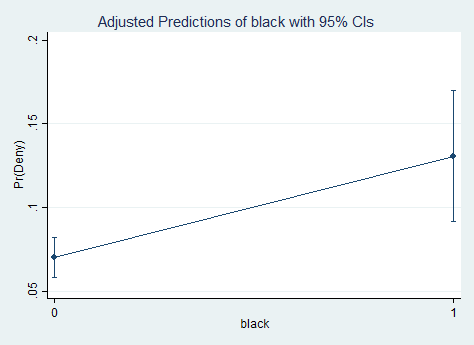 Adjusted Predictions of black with 95% CIs
.2
.15
.1
.05
Pr(Deny)
0
1
black